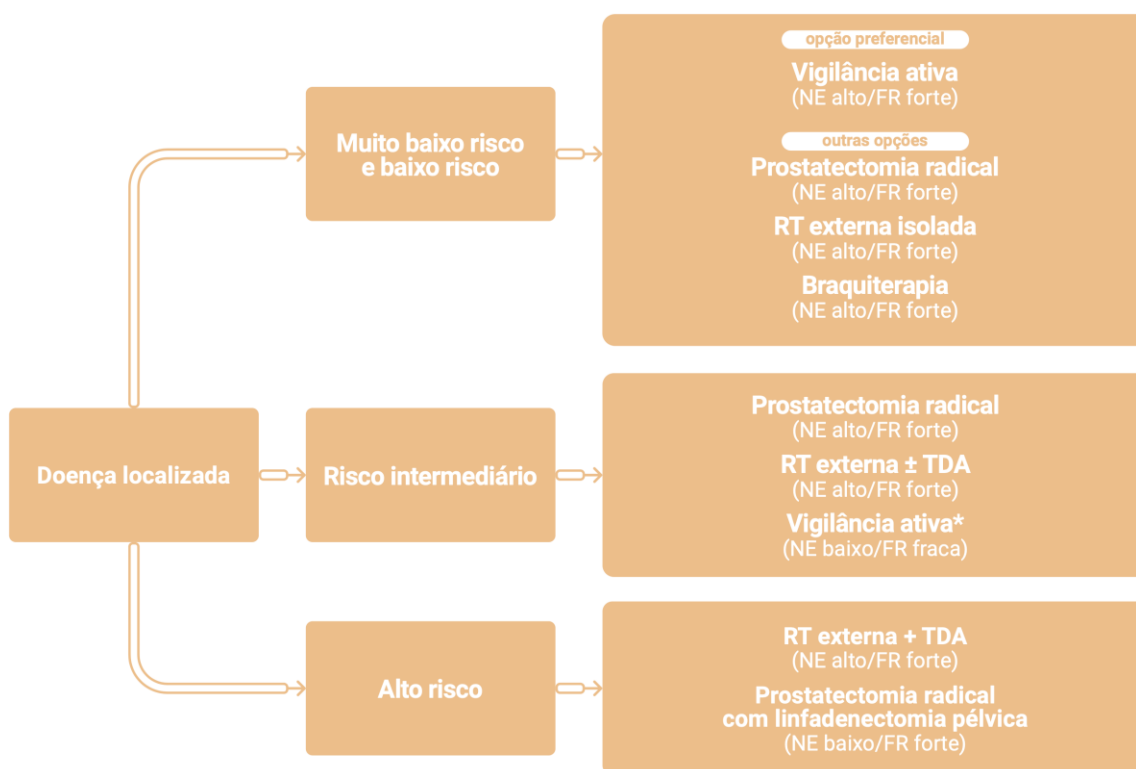 opção preferencial
Vigilância ativa
(NE alto/FR forte)
outras opções
Muito baixo risco
e baixo risco
Prostatectomia radical
(NE alto/FR forte)
RT externa isolada
(NE alto/FR forte)
Braquiterapia
(NE alto/FR forte)
Doença localizada
Risco intermediário
Prostatectomia radical
(NE alto/FR forte)
RT externa ± TDA
(NE alto/FR forte)
Vigilância ativa*
(NE baixo/FR fraca)
Alto risco
RT externa + TDA
(NE alto/FR forte)
Prostatectomia radical
com linfadenectomia pélvica
(NE baixo/FR forte)